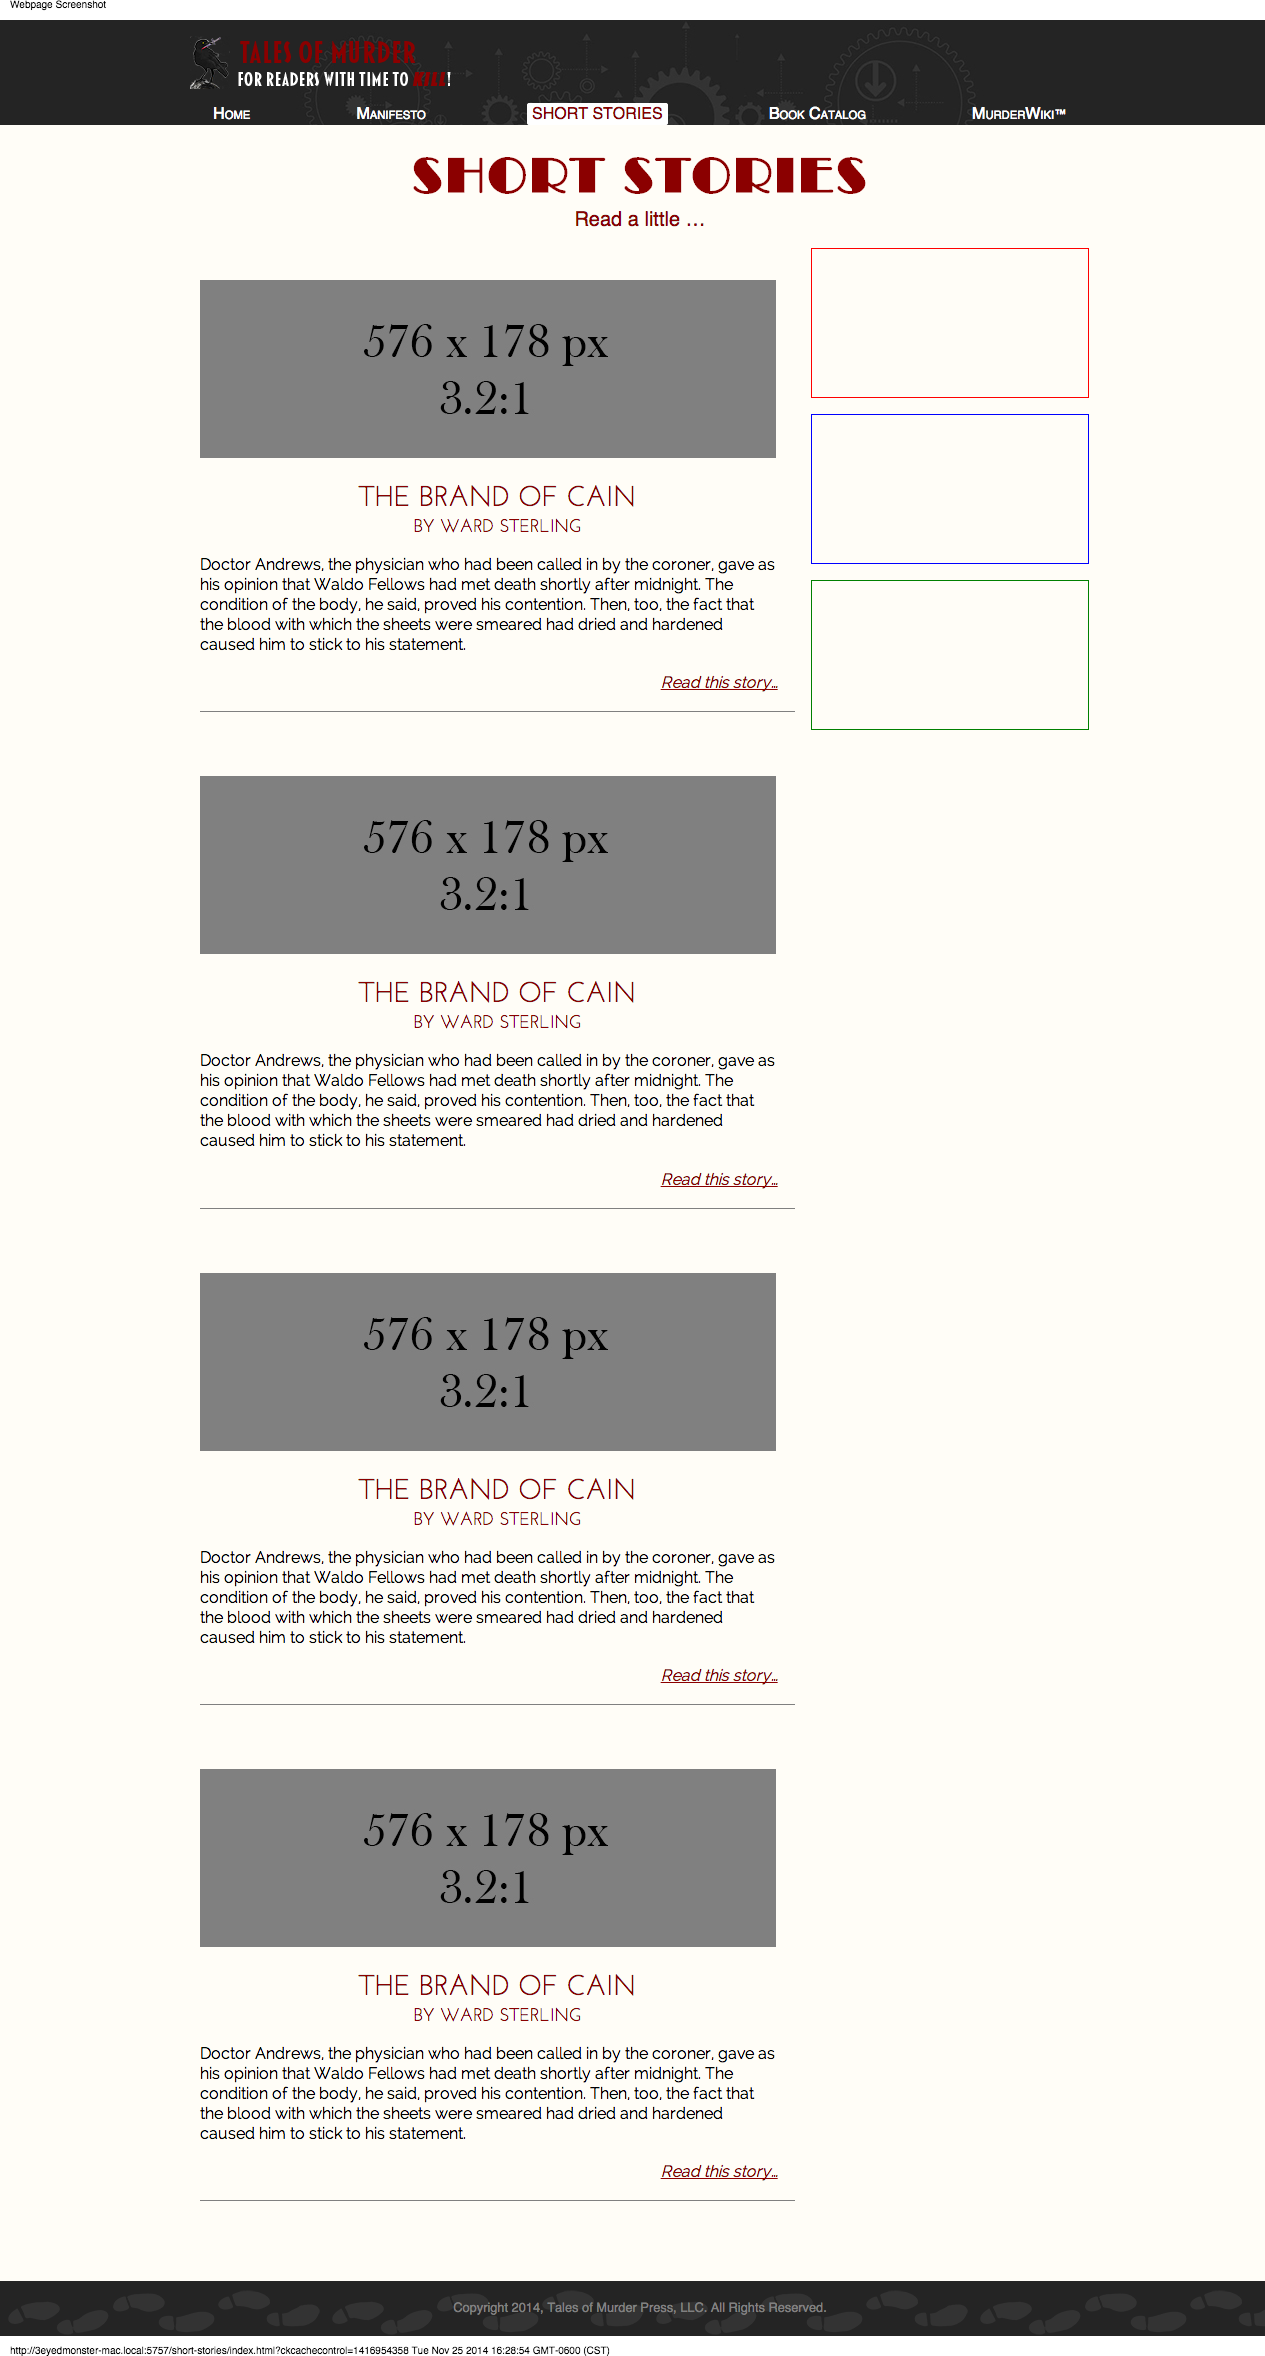 Webpage Screenshot
TALES OF MURDER
FOR READERS WITH TIME TO KILL!
HOME MANIFESTO SHORT STORIES BOOK CATALOG MURDERWIKI™
SHORT STORIES
Read a little …
576 x 178 px
3.2:1
THE BRAND OF CAIN
BY WARD STERLING
Doctor Andrews, the physician who had been called in by the coroner, gave as
his opinion that Waldo Fellows had met death shortly after midnight. The
condition of the body, he said, proved his contention. Then, too, the fact that
the blood with which the sheets were smeared had dried and hardened
caused him to stick to his statement.
Read this story…
576 x 178 px
3.2:1
THE BRAND OF CAIN
BY WARD STERLING
Doctor Andrews, the physician who had been called in by the coroner, gave as
his opinion that Waldo Fellows had met death shortly after midnight. The
condition of the body, he said, proved his contention. Then, too, the fact that
the blood with which the sheets were smeared had dried and hardened
caused him to stick to his statement.
Read this story…
576 x 178 px
3.2:1
THE BRAND OF CAIN
BY WARD STERLING
Doctor Andrews, the physician who had been called in by the coroner, gave as
his opinion that Waldo Fellows had met death shortly after midnight. The
condition of the body, he said, proved his contention. Then, too, the fact that
the blood with which the sheets were smeared had dried and hardened
caused him to stick to his statement.
Read this story…
576 x 178 px
3.2:1
THE BRAND OF CAIN
BY WARD STERLING
Doctor Andrews, the physician who had been called in by the coroner, gave as
his opinion that Waldo Fellows had met death shortly after midnight. The
condition of the body, he said, proved his contention. Then, too, the fact that
the blood with which the sheets were smeared had dried and hardened
caused him to stick to his statement.
Read this story…
Copyright 2014, Tales of Murder Press, LLC. All Rights Reserved.
http://3eyedmonster-mac.local:5757/short-stories/index.html?ckcachecontrol=1416954358 Tue Nov 25 2014 16:28:54 GMT-0600 (CST)